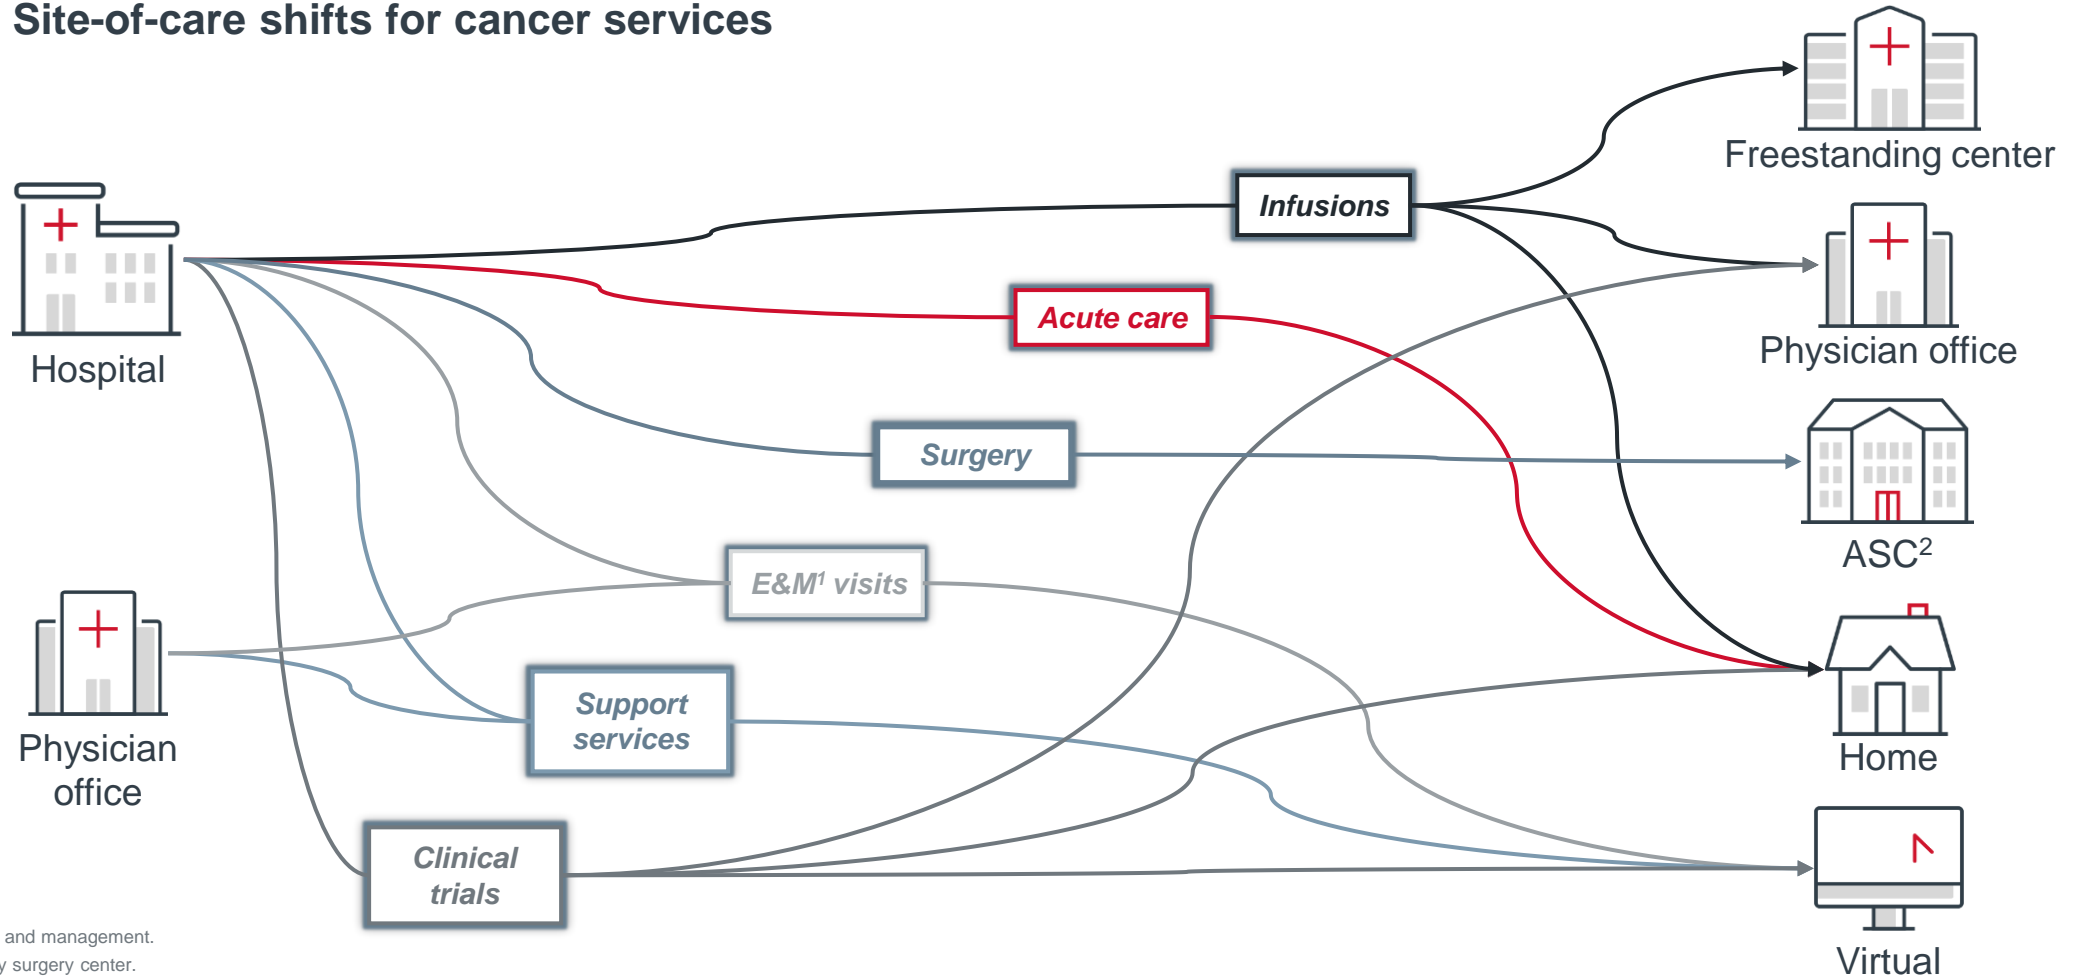 Site-of-care shifts for cancer services
Freestanding center
Infusions
Acute care
Hospital
Physician office
Surgery
ASC²
E&M¹ visits
Support
services
Physician
office
Home
Clinical
trials
and management.
surgery center.
Virtual